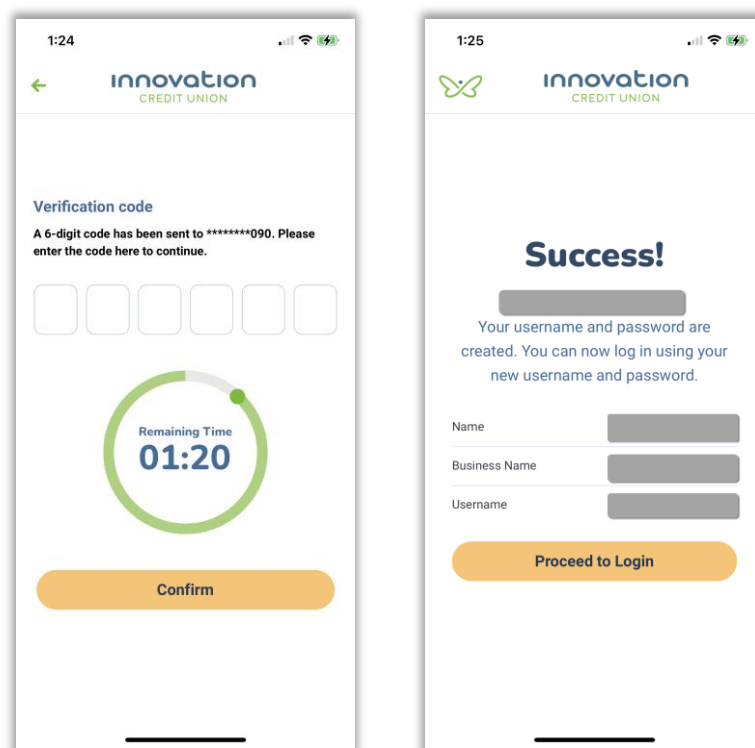 1:24
innovation
CREDIT UNION
Verification code
A 6-digit code has been sent to ********090. Please
enter the code here to continue.
Remaining Time
01:20
Confirm
1:25
innovation
CREDIT UNION
Success!
Your username and password are
created. You can now log in using your
new username and password.
Name
Business Name
Username
Proceed to Login